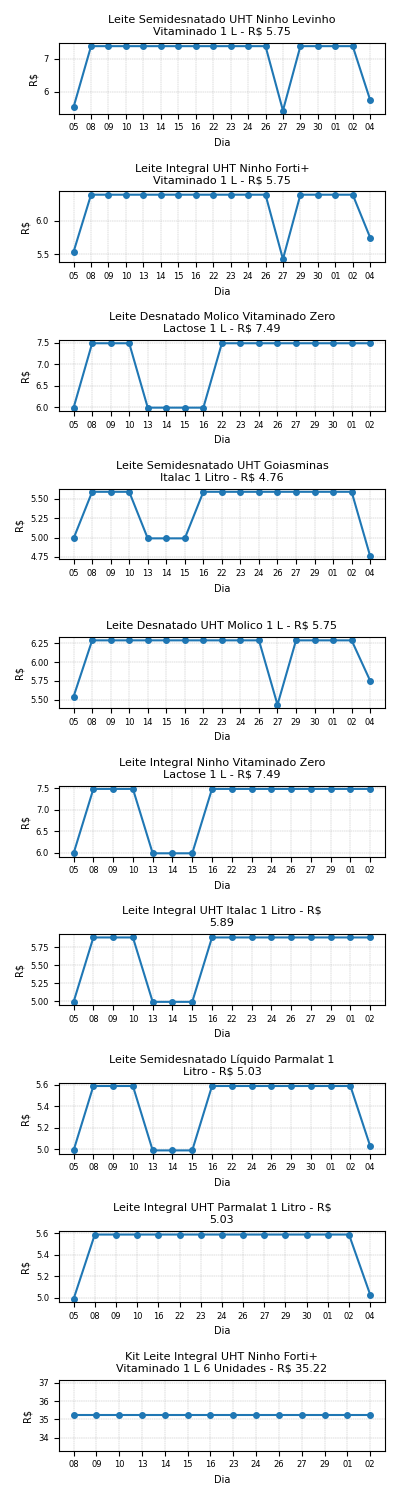 Leite Semidesnatado UHT Ninho Levinho
Vitaminado 1 L - R$ 5.75
7
6
R$
05 08 09 10 13 14 15 16 22 23 24 26 27 29 30 01 02 04
Dia
Leite Integral UHT Ninho Forti+
Vitaminado 1 L - R$ 5.75
6.0
5.5
R$
05 08 09 10 13 14 15 16 22 23 24 26 27 29 30 01 02 04
Dia
Leite Desnatado Molico Vitaminado Zero
Lactose 1 L - R$ 7.49
7.5
7.0
6.5
6.0
R$
05 08 09 10 13 14 15 16 22 23 24 26 27 29 30 01 02
Dia
Leite Semidesnatado UHT Goiasminas
Italac 1 Litro - R$ 4.76
5.50
5.25
5.00
4.75
R$
05 08 09 10 13 14 15 16 22 23 24 26 27 29 01 02 04
Dia
Leite Desnatado UHT Molico 1 L - R$ 5.75
6.25
6.00
5.75
5.50
R$
05 08 09 10 14 15 16 22 23 24 26 27 29 30 01 02 04
Dia
Leite Integral Ninho Vitaminado Zero
Lactose 1 L - R$ 7.49
7.5
7.0
6.5
6.0
R$
05 08 09 10 13 14 15 16 22 23 24 26 27 29 01 02
Dia
Leite Integral UHT Italac 1 Litro - R$
5.89
5.75
5.50
5.25
5.00
R$
05 08 09 10 13 14 15 16 22 23 24 26 27 29 01 02
Dia
Leite Semidesnatado Líquido Parmalat 1
Litro - R$ 5.03
5.6
5.4
5.2
5.0
R$
05 08 09 10 13 14 15 16 22 24 26 27 29 30 01 02 04
Dia
Leite Integral UHT Parmalat 1 Litro - R$
5.03
5.6
5.4
5.2
5.0
R$
05 08 09 10 16 22 23 24 26 27 29 30 01 02 04
Dia
Kit Leite Integral UHT Ninho Forti+
Vitaminado 1 L 6 Unidades - R$ 35.22
37
36
35
34
R$
08 09 10 13 14 15 16 23 24 26 27 29 01 02
Dia